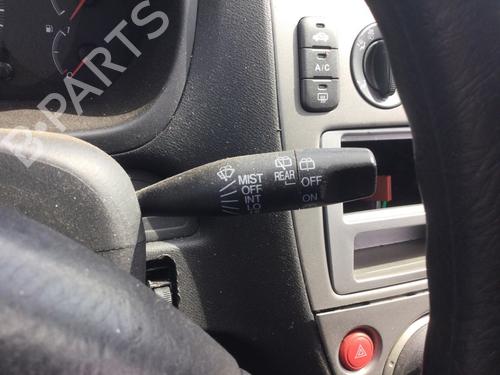 B-PARTS
A/C
MIST
OFF
INT
LO
REAR
OFF
ON